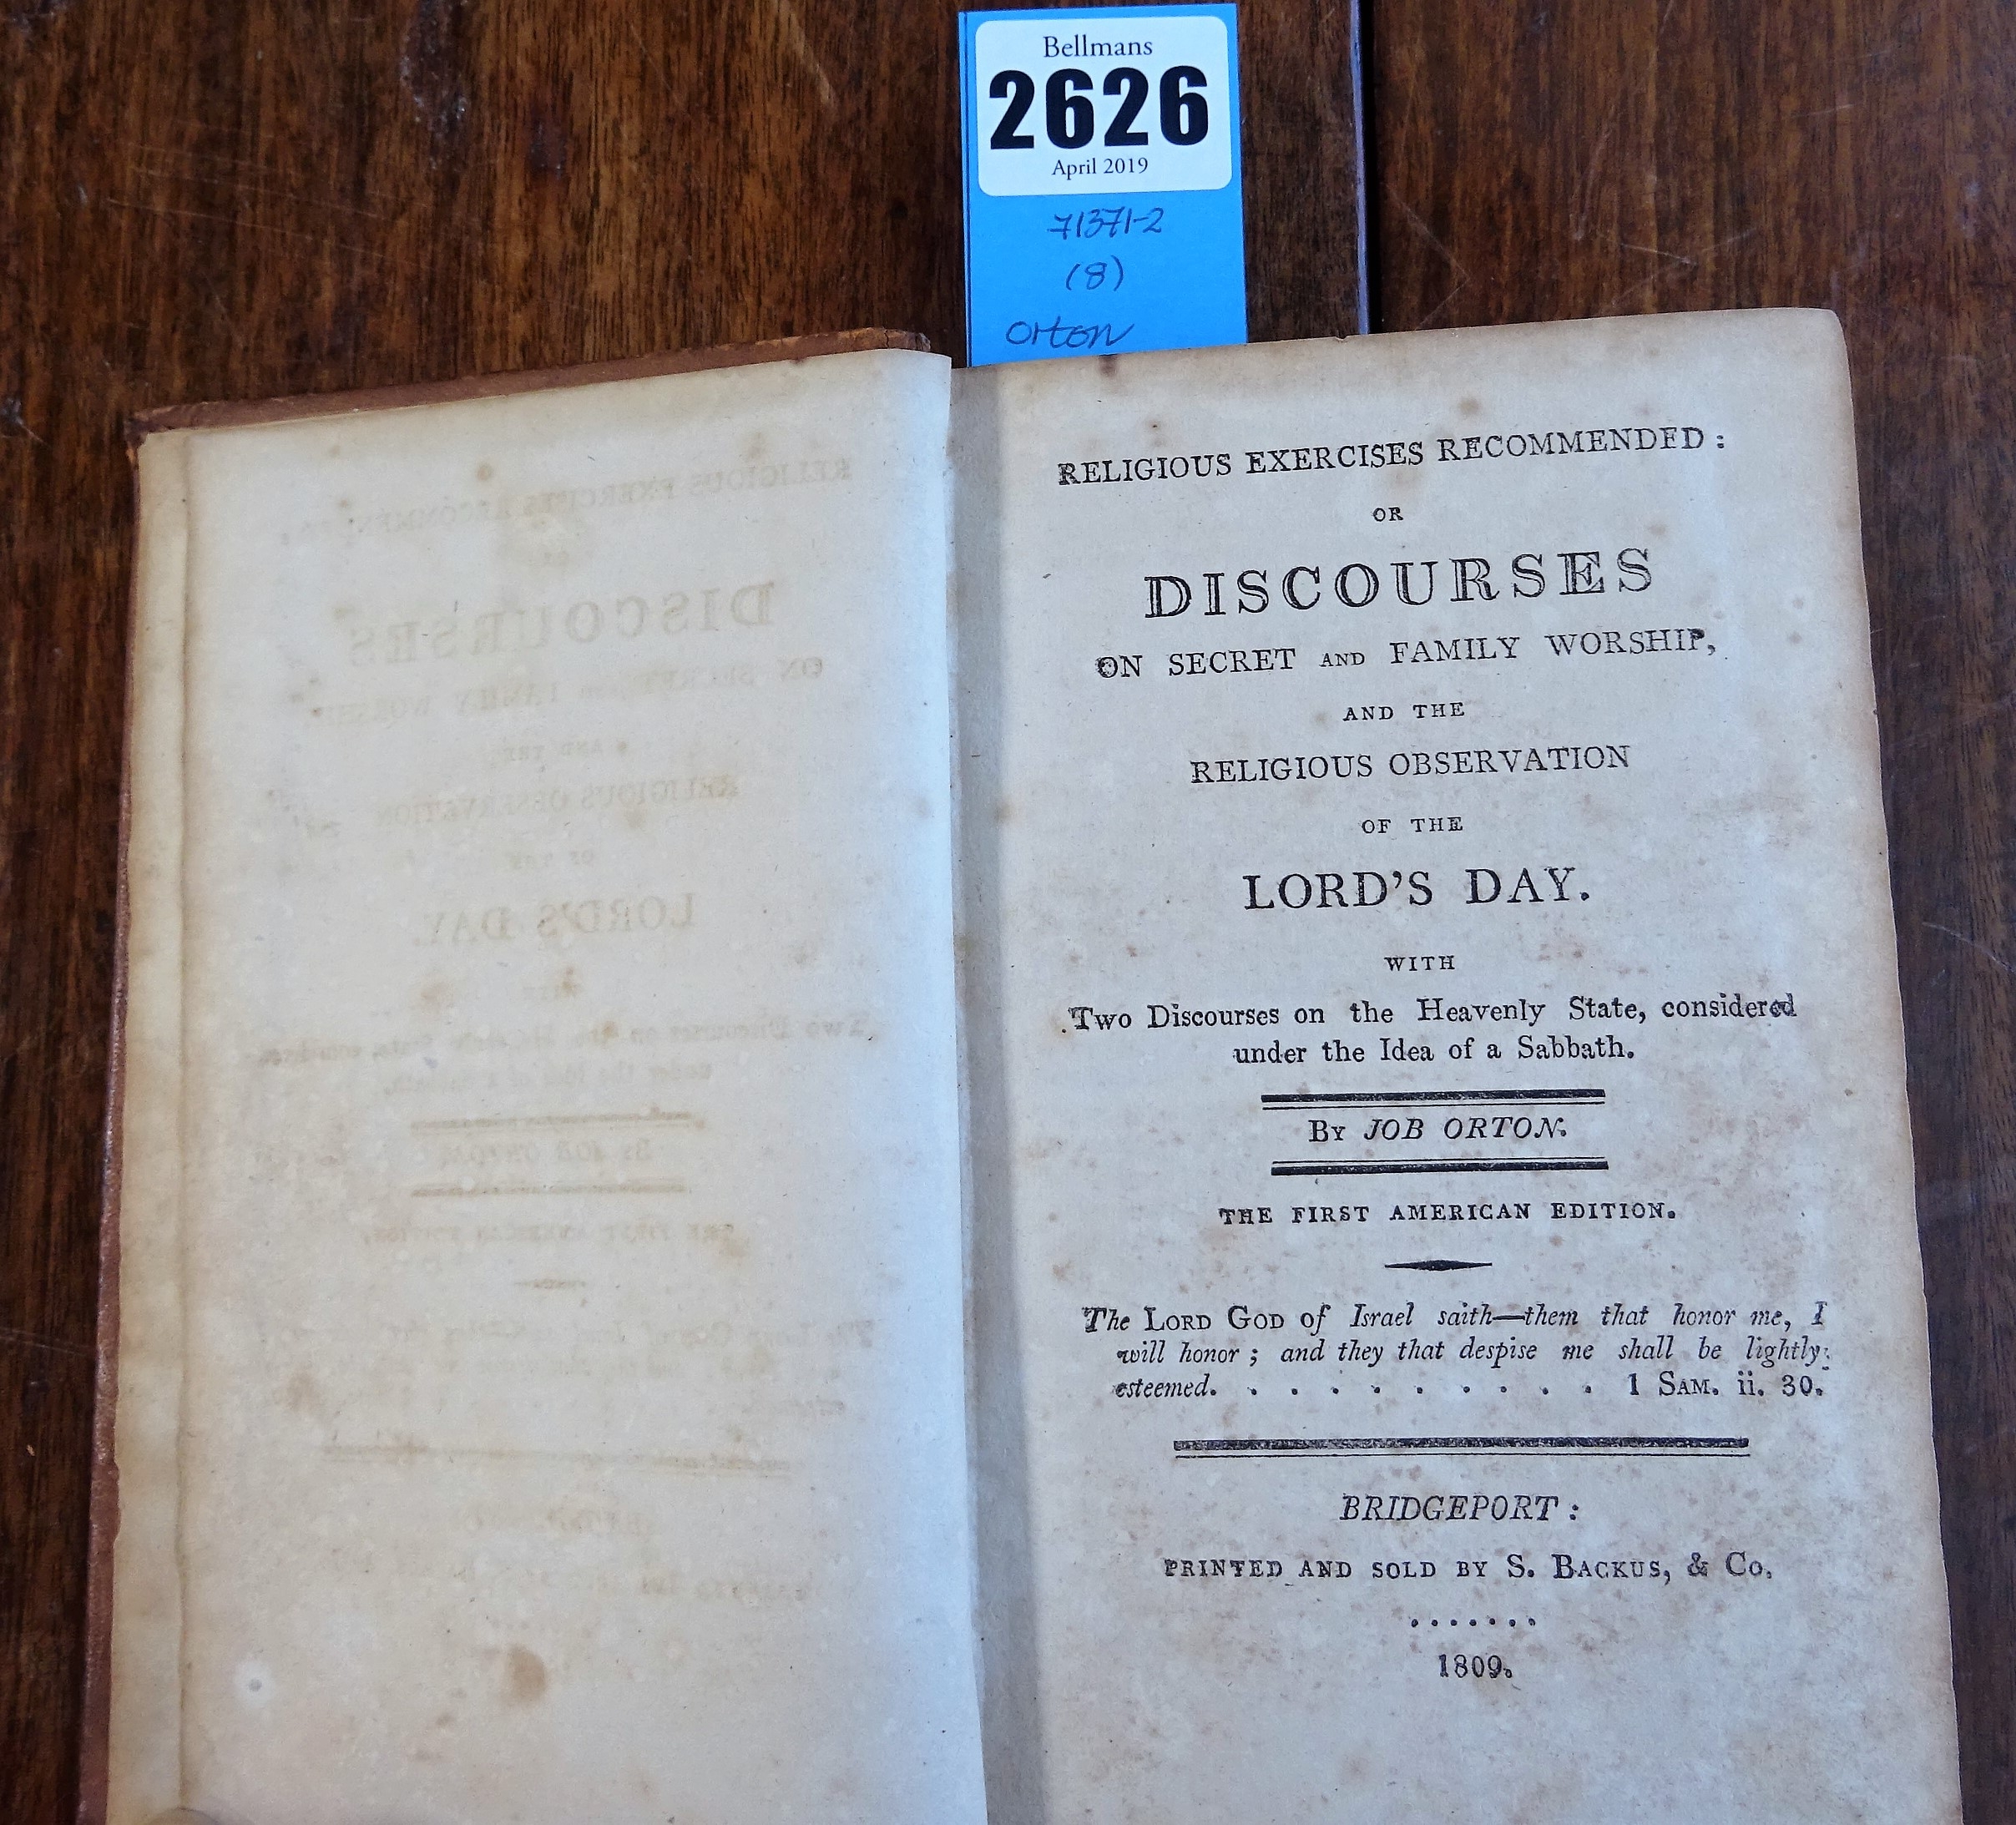 Bellmans
2626
April 2019
71371-2
(8)
Orton
RELIGIOUS EXERCISES RECOMMENDED :
OR
DISCOURSES
ON SECRET AND FAMILY WORSHIP,
AND THE
RELIGIOUS OBSERVATION
OF THE
LORD'S DAY.
WITH
Two Discourses on the Heavenly State, considered
under the Idea of a Sabbath.
BY JOB ORTON.
THE FIRST AMERICAN EDITION.
The LORD GOD of Israel saith—them that honor me, I
will honor ; and they that despise me shall be lightly
esteemed. . . . . . . . . . . 1 SAM. ii. 30.
BRIDGEPORT :
PRINTED AND SOLD BY S. BACKUS, & Co.
.......
1809.